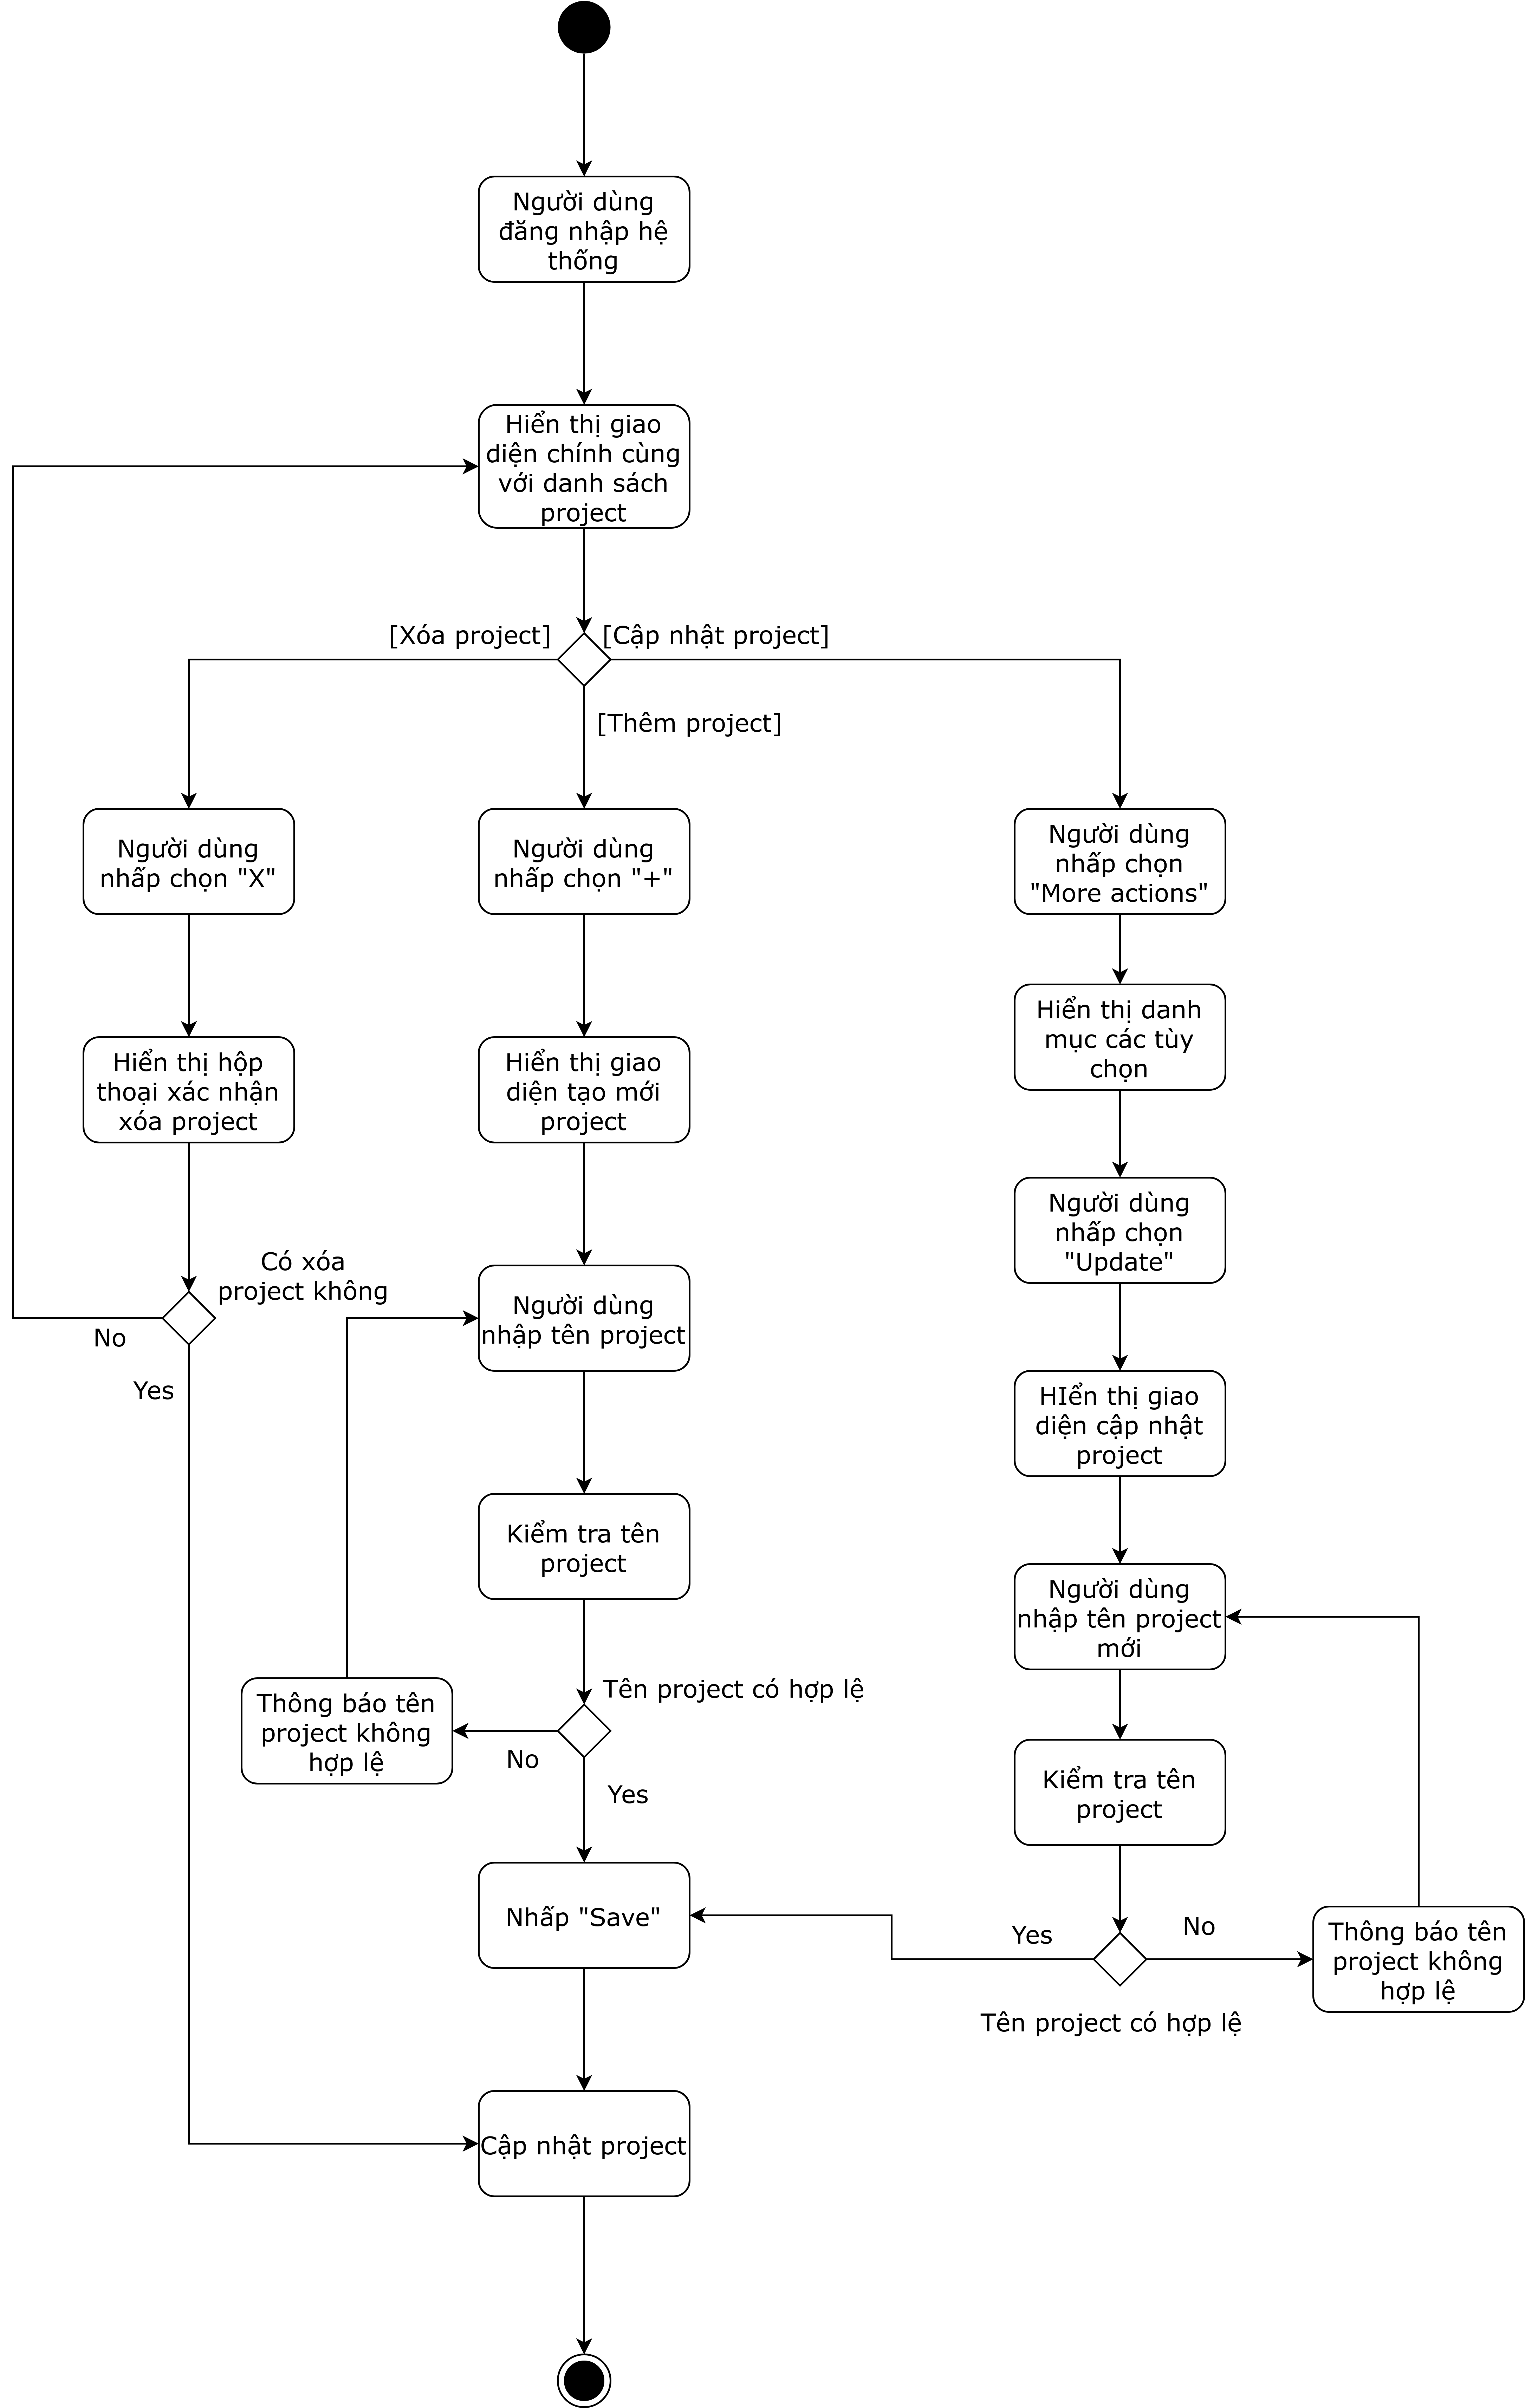 Người dùng
đăng nhập hệ
thống
Hiển thị giao
diện chính cùng
với danh sách
project
[Xóa project]
[Cập nhật project]
[Thêm project]
Người dùng
nhấp chọn "X"
Người dùng
nhấp chọn "+"
Người dùng
nhấp chọn
"More actions"
Hiển thị danh
mục các tùy
chọn
Hiển thị hộp
thoại xác nhận
xóa project
Hiển thị giao
diện tạo mới
project
Người dùng
nhấp chọn
"Update"
Có xóa
project không
No
Yes
Người dùng
nhập tên project
HIển thị giao
diện cập nhật
project
Kiểm tra tên
project
Người dùng
nhập tên project
mới
Tên project có hợp lệ
Thông báo tên
project không
hợp lệ
No
Yes
Kiểm tra tên
project
Nhấp "Save"
Yes
No
Thông báo tên
project không
hợp lệ
Tên project có hợp lệ
Cập nhật project